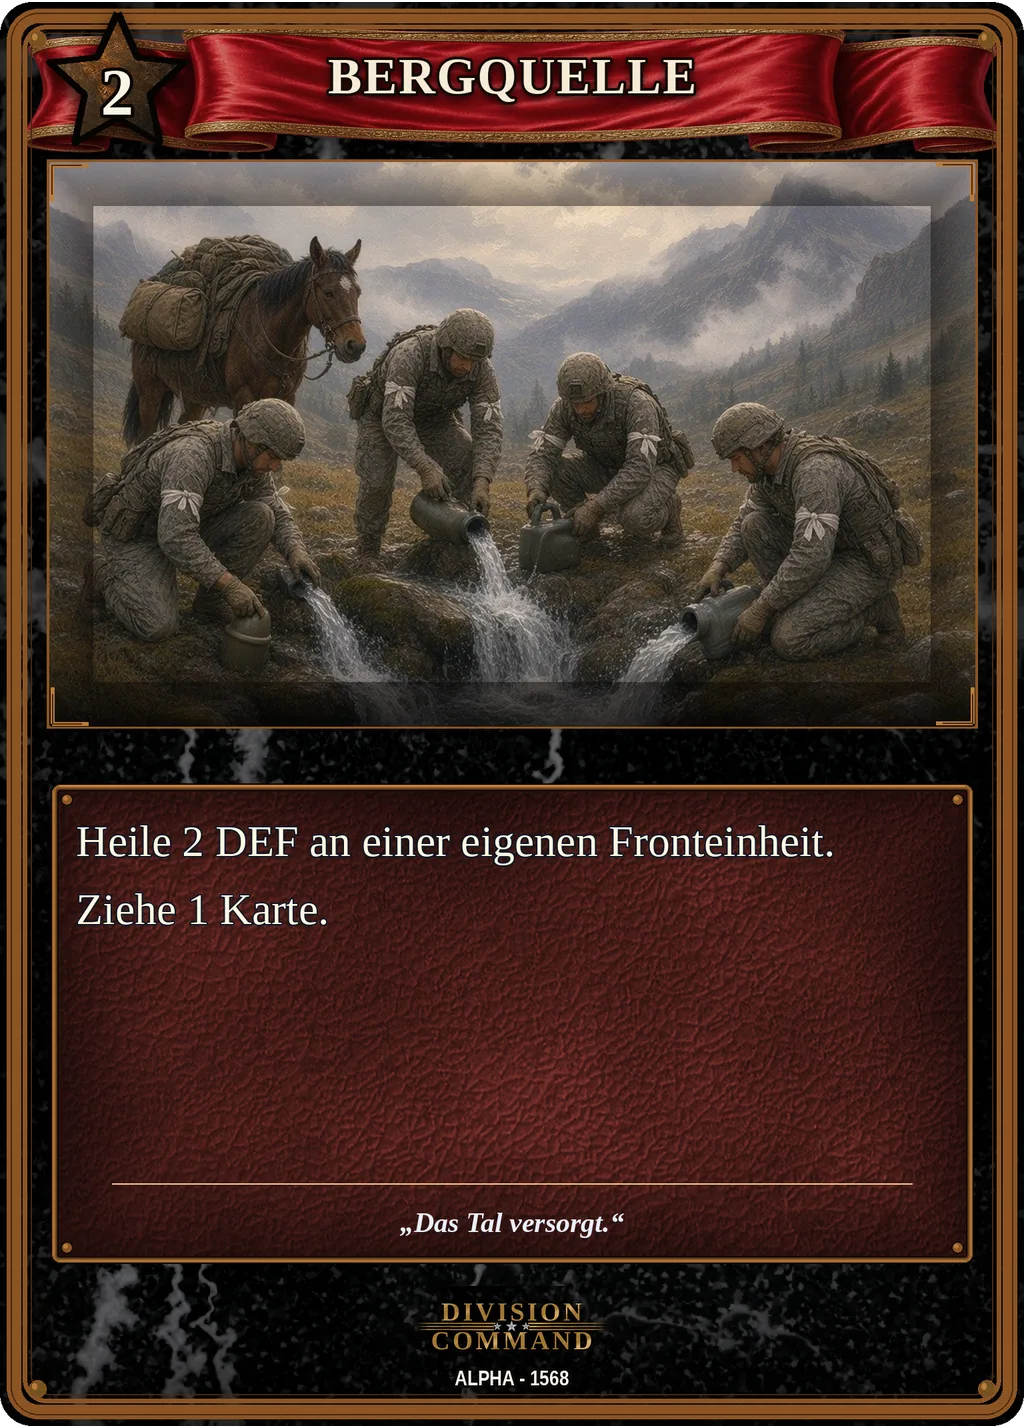 2
BERGQUELLE
Heile 2 DEF an einer eigenen Fronteinheit.
Ziehe 1 Karte.
„Das Tal versorgt.“
DIVISION
COMMAND
ALPHA - 1568